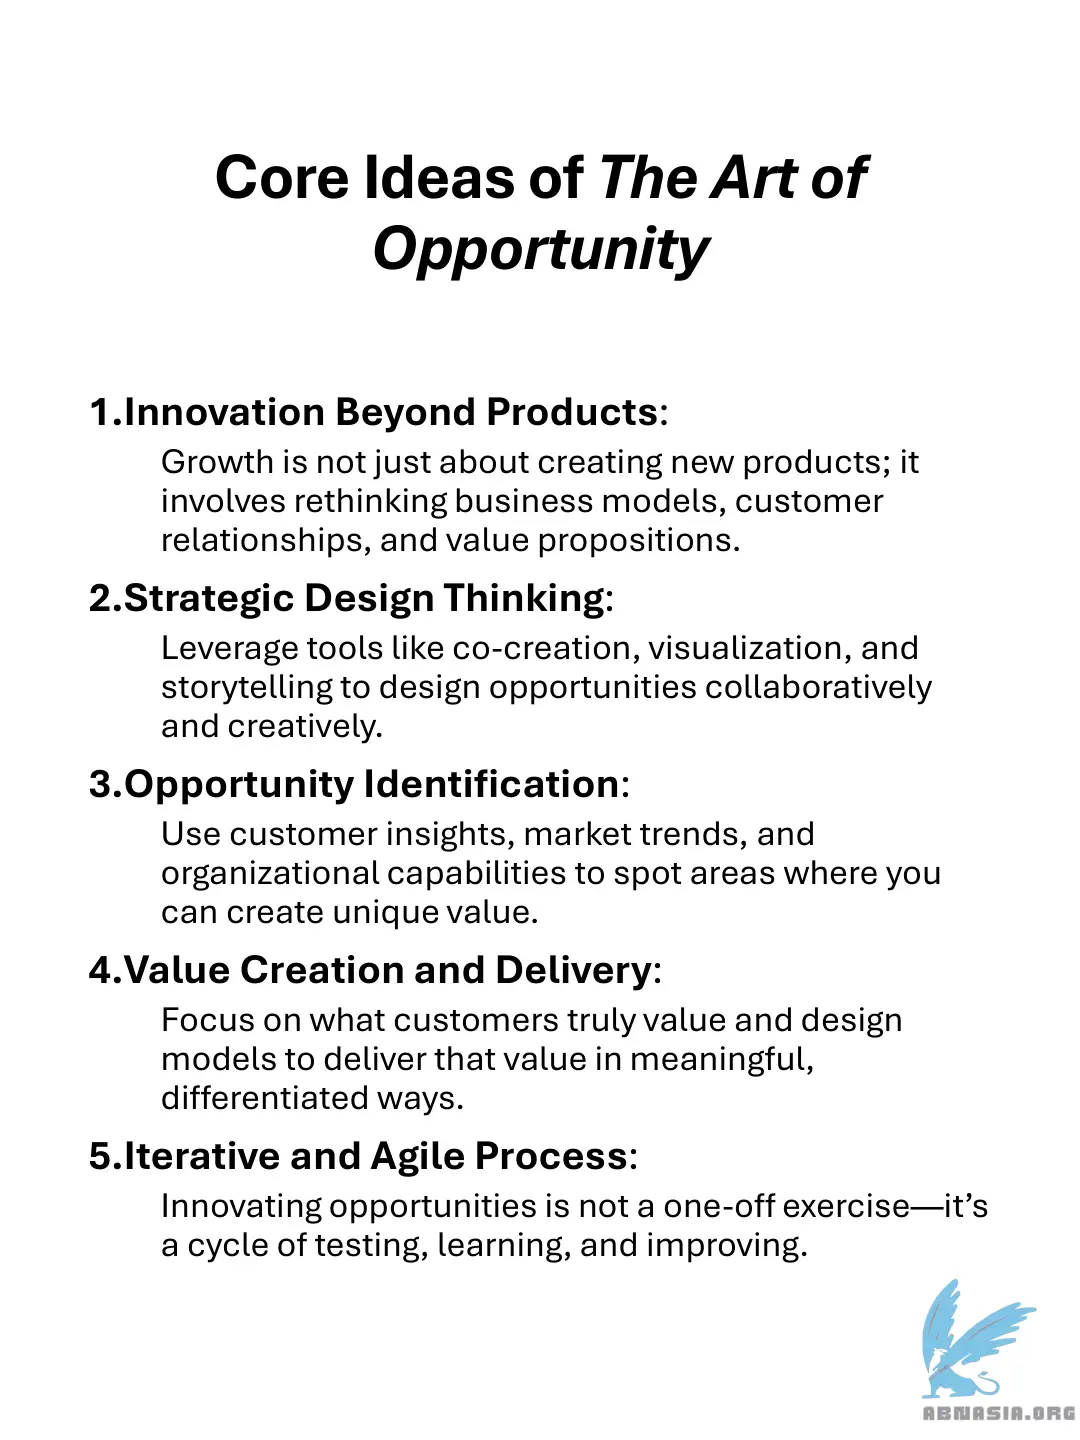 Core Ideas of The Art of
Opportunity
1.Innovation Beyond Products:
Growth is not just about creating new products; it
involves rethinking business models, customer
relationships, and value propositions.
2.Strategic Design Thinking:
Leverage tools like co-creation, visualization, and
storytelling to design opportunities collaboratively
and creatively.
3.Opportunity Identification:
Use customer insights, market trends, and
organizational capabilities to spot areas where you
can create unique value.
4.Value Creation and Delivery:
Focus on what customers truly value and design
models to deliver that value in meaningful,
differentiated ways.
5.Iterative and Agile Process:
Innovating opportunities is not a one-off exercise—it’s
a cycle of testing, learning, and improving.
ABNASIA.ORG